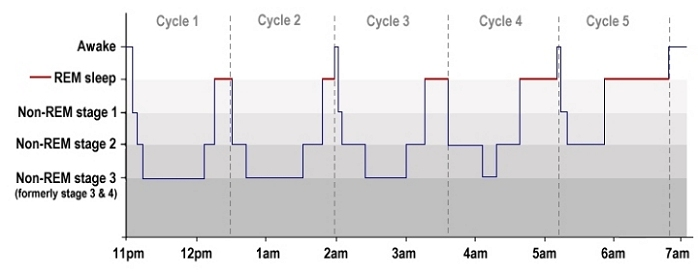 Cycle 1 Cycle 2 Cycle 3 Cycle 4 Cycle 5
Awake
REM sleep
Non-REM stage 1
Non-REM stage 2
Non-REM stage 3
(formerly stage 3 & 4)
11pm 12pm 1am 2am 3am 4am 5am 6am 7am